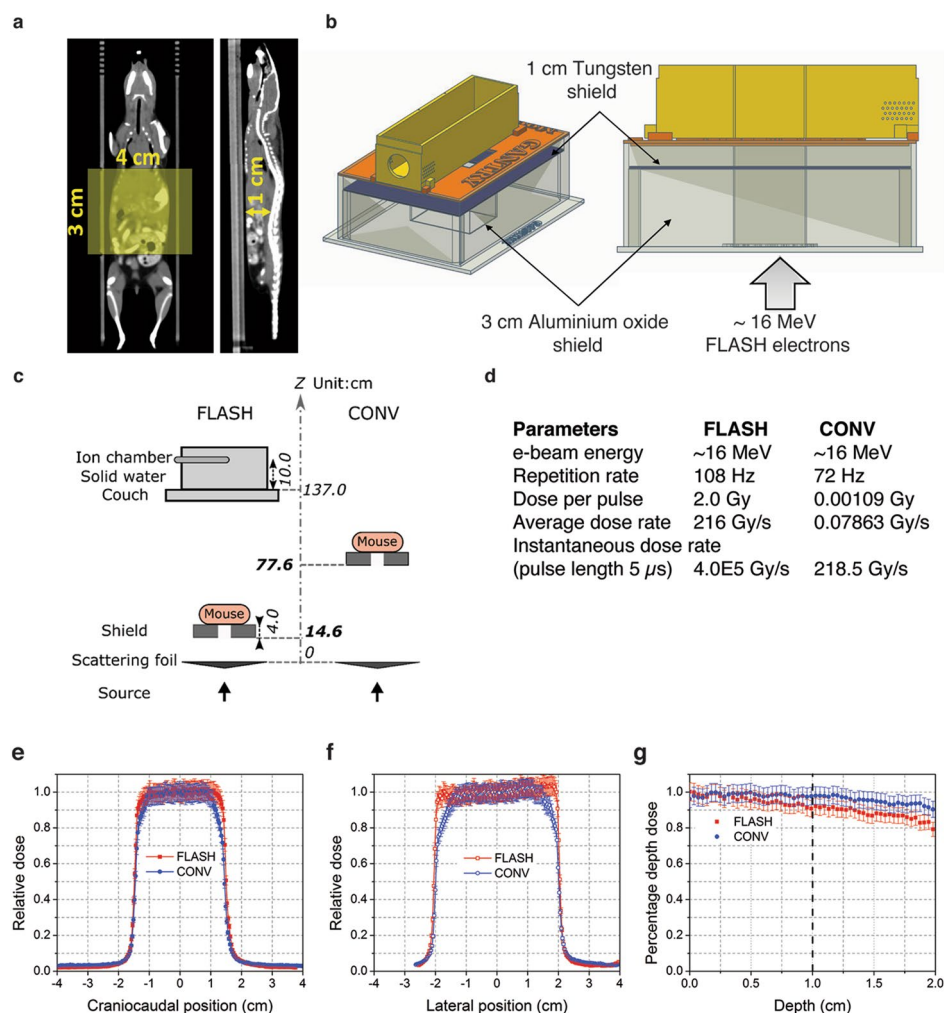 a
4 cm
3 cm
1 cm
b
1 cm Tungsten
shield
3 cm Aluminium oxide
shield
~ 16 MeV
FLASH electrons
c
Z Unit:cm
FLASH
CONV
Ion chamber
Solid water
Couch
10.0
137.0
Mouse
77.6
Mouse
4.0
Shield
14.6
Scattering foil
0
Source
d
Parameters FLASH CONV
e-beam energy ~16 MeV ~16 MeV
Repetition rate 108 Hz 72 Hz
Dose per pulse 2.0 Gy 0.00109 Gy
Average dose rate 216 Gy/s 0.07863 Gy/s
Instantaneous dose rate
(pulse length 5 µs) 4.0E5 Gy/s 218.5 Gy/s
e
Relative dose
1.0
0.8
0.6
0.4
0.2
0.0
FLASH
CONV
-4 -3 -2 -1 0 1 2 3 4
Craniocaudal position (cm)
f
Relative dose
1.0
0.8
0.6
0.4
0.2
0.0
FLASH
CONV
-4 -3 -2 -1 0 1 2 3 4
Lateral position (cm)
g
Percentage depth dose
1.0
0.8
0.6
0.4
0.2
0.0
FLASH
CONV
0.0 0.5 1.0 1.5 2.0
Depth (cm)